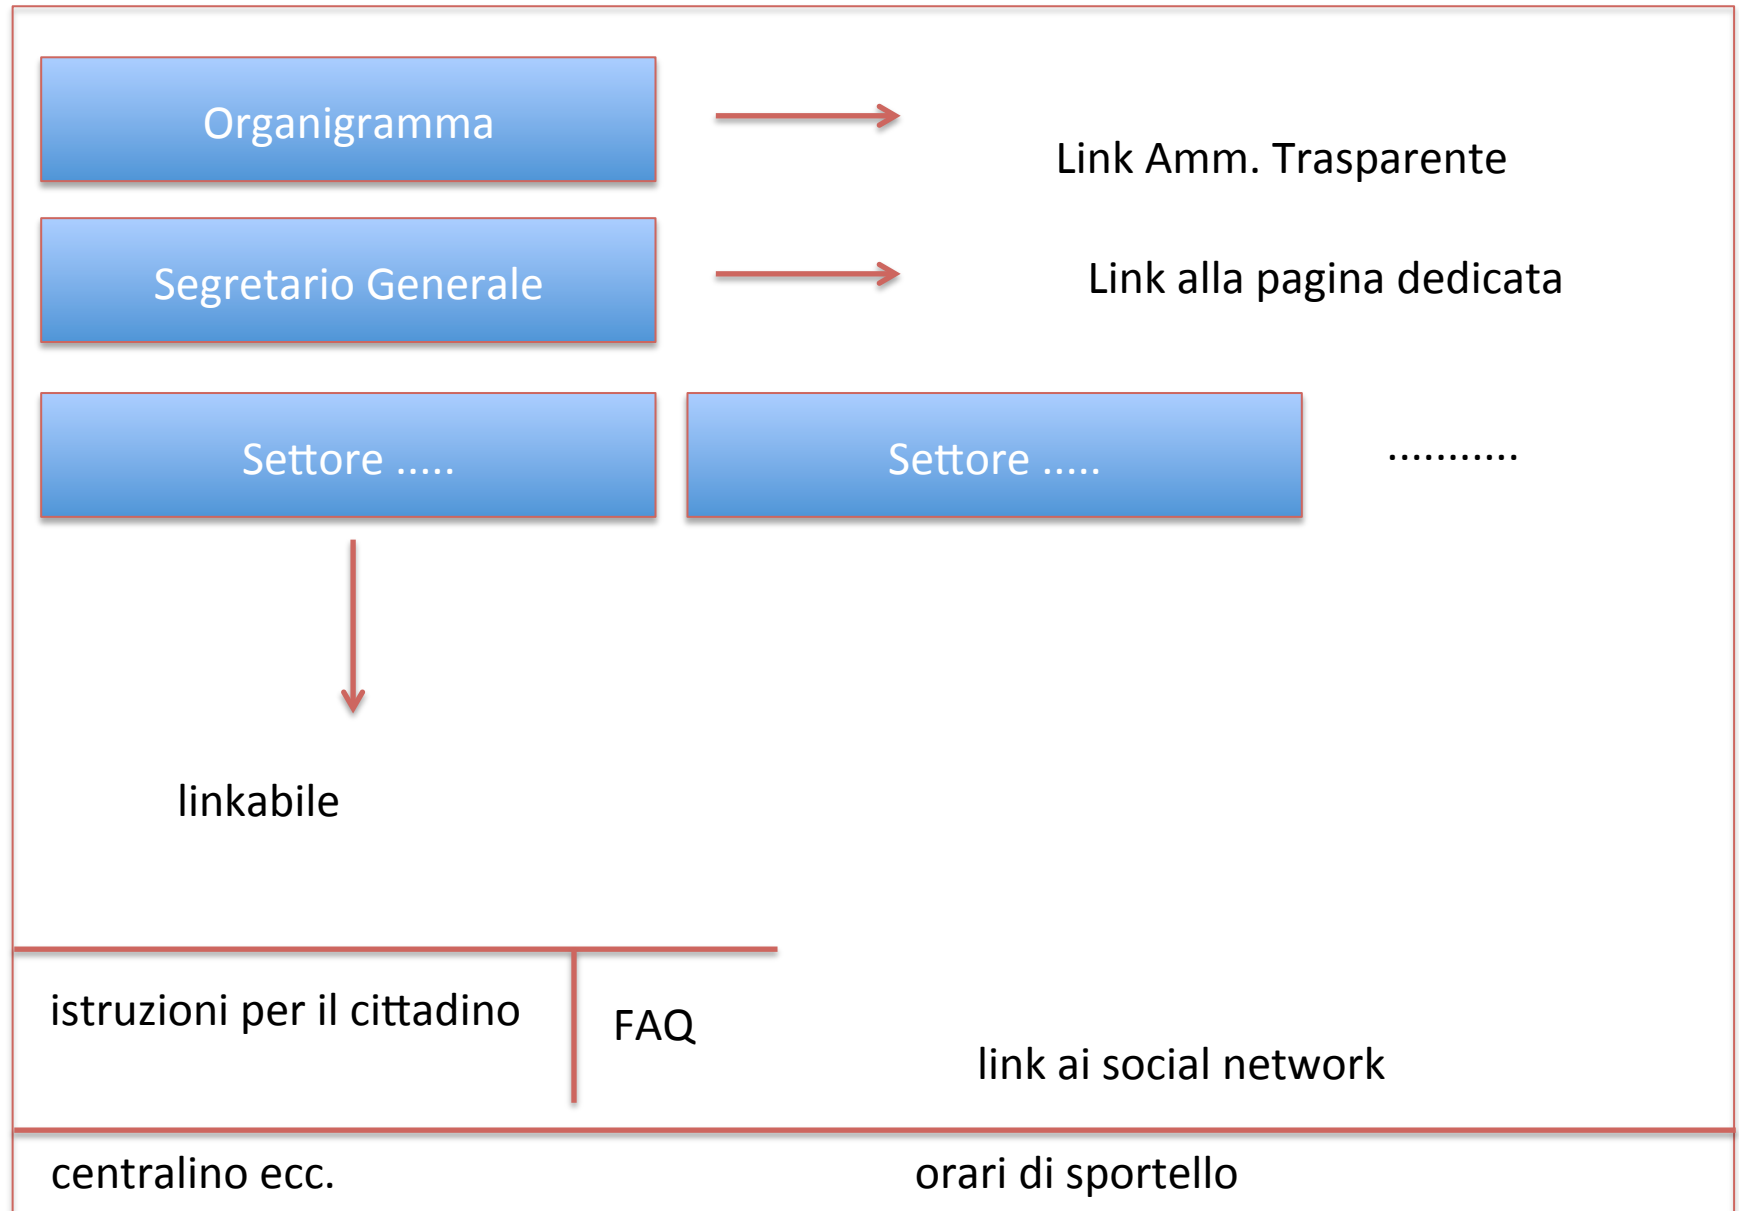 Organigramma
Link Amm. Trasparente
Segretario Generale
Link alla pagina dedicata
Settore .....
Settore .....
...........
linkabile
istruzioni per il cittadino
FAQ
link ai social network
centralino ecc.
orari di sportello